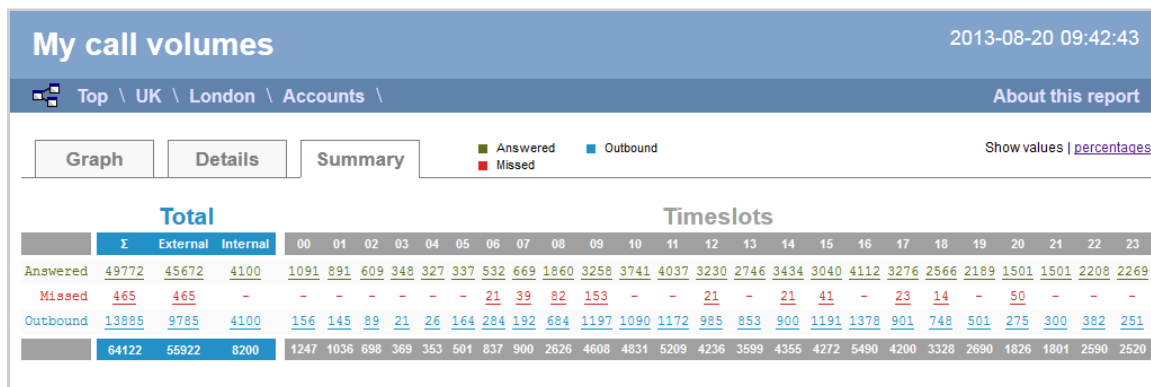 My call volumes 2013-08-20 09:42:43
Top \ UK \ London \ Accounts \ About this report
Graph Details Summary Answered Outbound Show values | percentages
Missed
Total Timeslots
Σ External Internal 00 01 02 03 04 05 06 07 08 09 10 11 12 13 14 15 16 17 18 19 20 21 22 23
Answered 49772 45672 4100 1091 891 609 348 327 337 532 669 1860 3258 3741 4037 3230 2746 3434 3040 4112 3276 2566 2189 1501 1501 2208 2269
Missed 465 465 - - - - - - - 21 39 82 153 - - 21 - 21 41 - 23 14 - 50 - - -
Outbound 13885 9785 4100 156 145 89 21 26 164 284 192 684 1197 1090 1172 985 853 900 1191 1378 901 748 501 275 300 382 251
64122 55922 8200 1247 1036 698 369 353 501 837 900 2626 4608 4831 5209 4236 3599 4355 4272 5490 4200 3328 2690 1826 1801 2590 2520